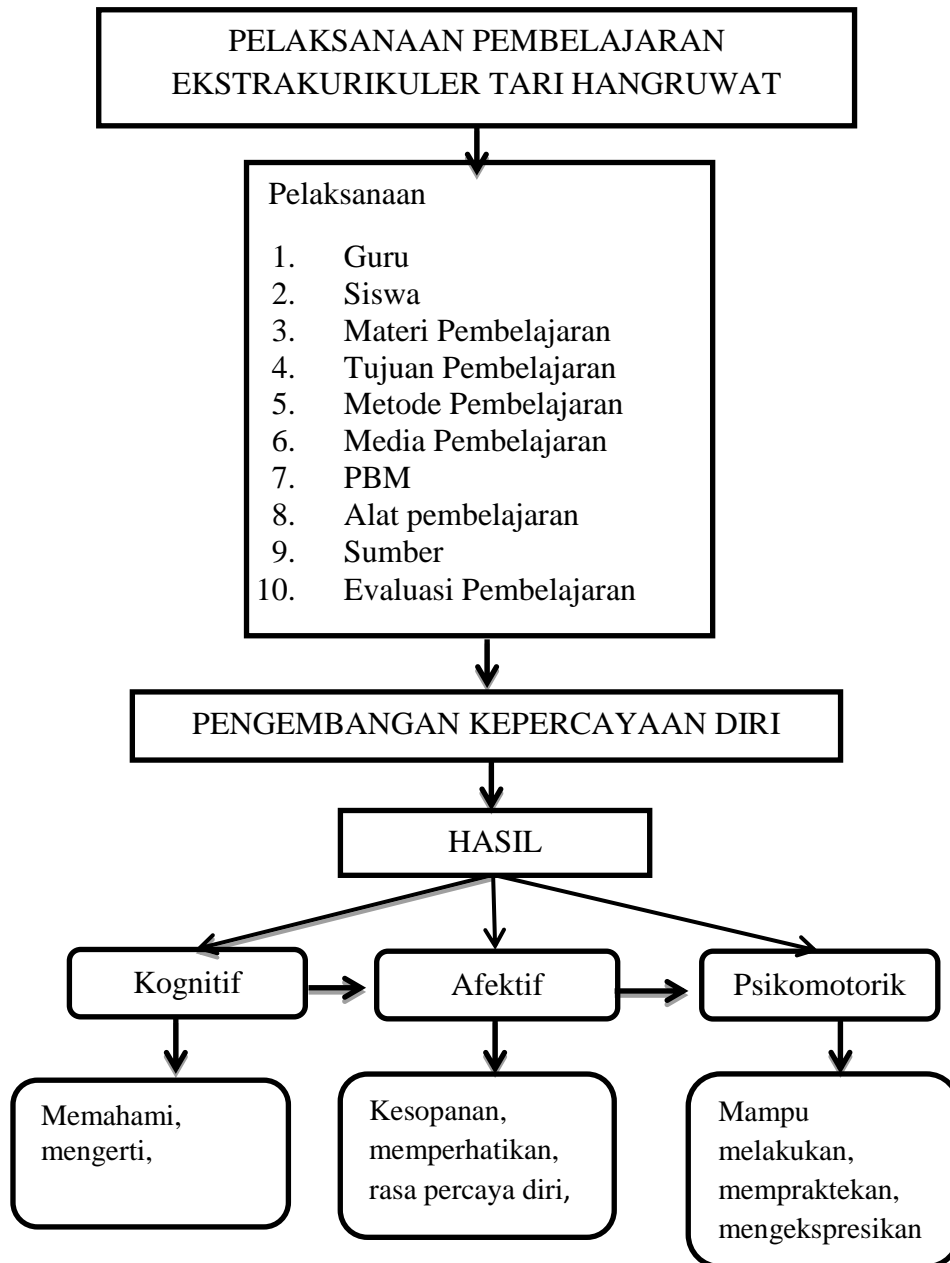 PELAKSANAAN PEMBELAJARAN
EKSTRAKURIKULER TARI HANGRUWAT
Pelaksanaan
1. Guru
2. Siswa
3. Materi Pembelajaran
4. Tujuan Pembelajaran
5. Metode Pembelajaran
6. Media Pembelajaran
7. PBM
8. Alat pembelajaran
9. Sumber
10. Evaluasi Pembelajaran
PENGEMBANGAN KEPERCAYAAN DIRI
HASIL
Kognitif
Afektif
Psikomotorik
Memahami,
mengerti,
Kesopanan,
memperhatikan,
rasa percaya diri,
Mampu
melakukan,
mempraktekan,
mengekspresikan